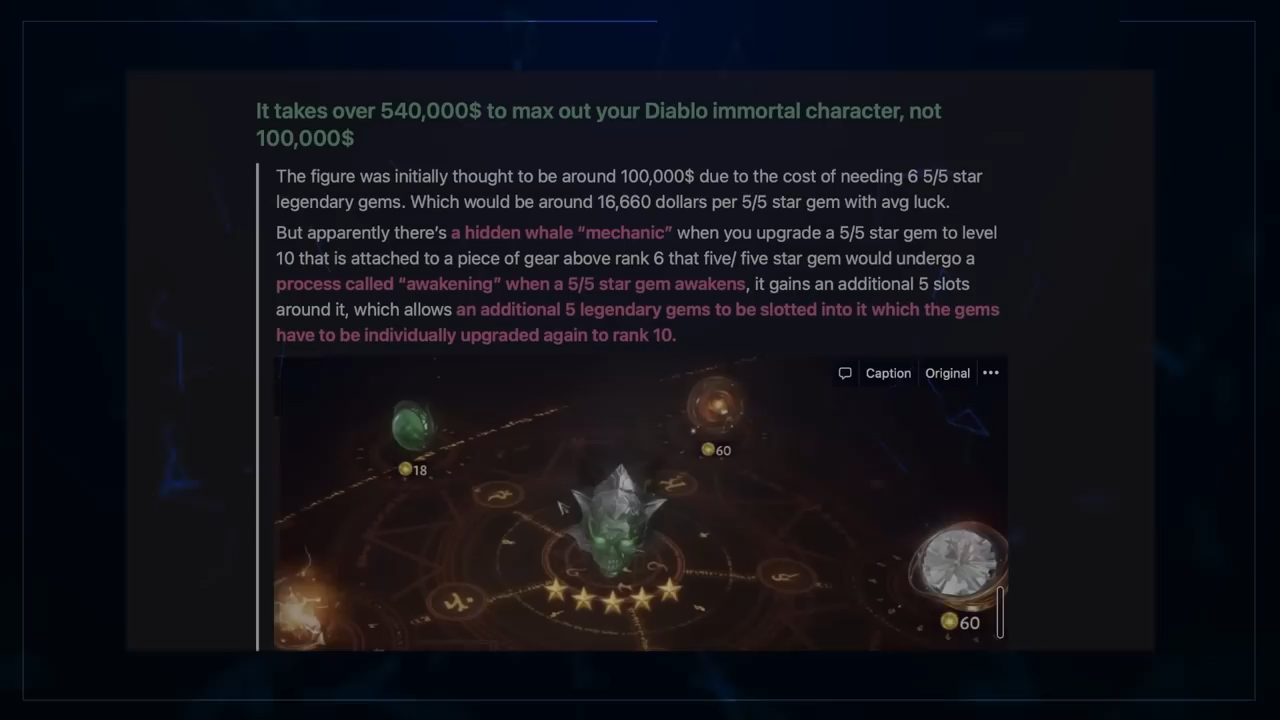 It takes over 540,000$ to max out your Diablo immortal character, not
100,000$
The figure was initially thought to be around 100,000$ due to the cost of needing 6 5/5 star
legendary gems. Which would be around 16,660 dollars per 5/5 star gem with avg luck.
But apparently there's a hidden whale “mechanic” when you upgrade a 5/5 star gem to level
10 that is attached to a piece of gear above rank 6 that five/ five star gem would undergo a
process called “awakening” when a 5/5 star gem awakens, it gains an additional 5 slots
around it, which allows an additional 5 legendary gems to be slotted into it which the gems
have to be individually upgraded again to rank 10.
Caption Original
60
18
60